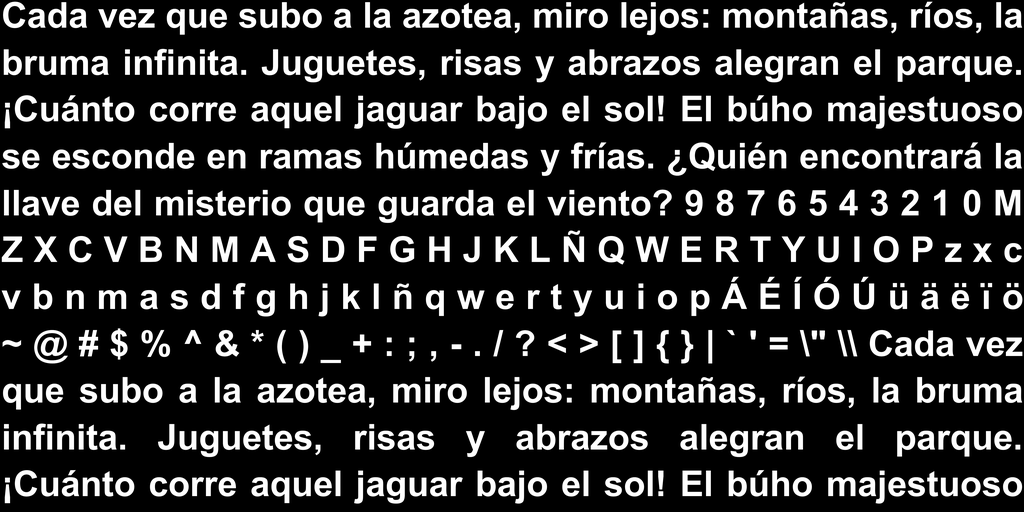 Cada vez que subo a la azotea, miro lejos: montañas, ríos, la
bruma infinita. Juguetes, risas y abrazos alegran el parque.
¡Cuánto corre aquel jaguar bajo el sol! El búho majestuoso
se esconde en ramas húmedas y frías. ¿Quién encontrará la
llave del misterio que guarda el viento? 9 8 7 6 5 4 3 2 1 0 M
Z X C V B N M A S D F G H J K L Ñ Q W E R T Y U I O P z x c
v b n m a s d f g h j k l ñ q w e r t y u i o p Á É Í Ó Ú ü ä ë ï ö
~ @ # $ % ^ & * ( ) _ + : ; , - . / ? < > [ ] { } | ` ' = \" \\ Cada vez
que subo a la azotea, miro lejos: montañas, ríos, la bruma
infinita. Juguetes, risas y abrazos alegran el parque.
¡Cuánto corre aquel jaguar bajo el sol! El búho majestuoso